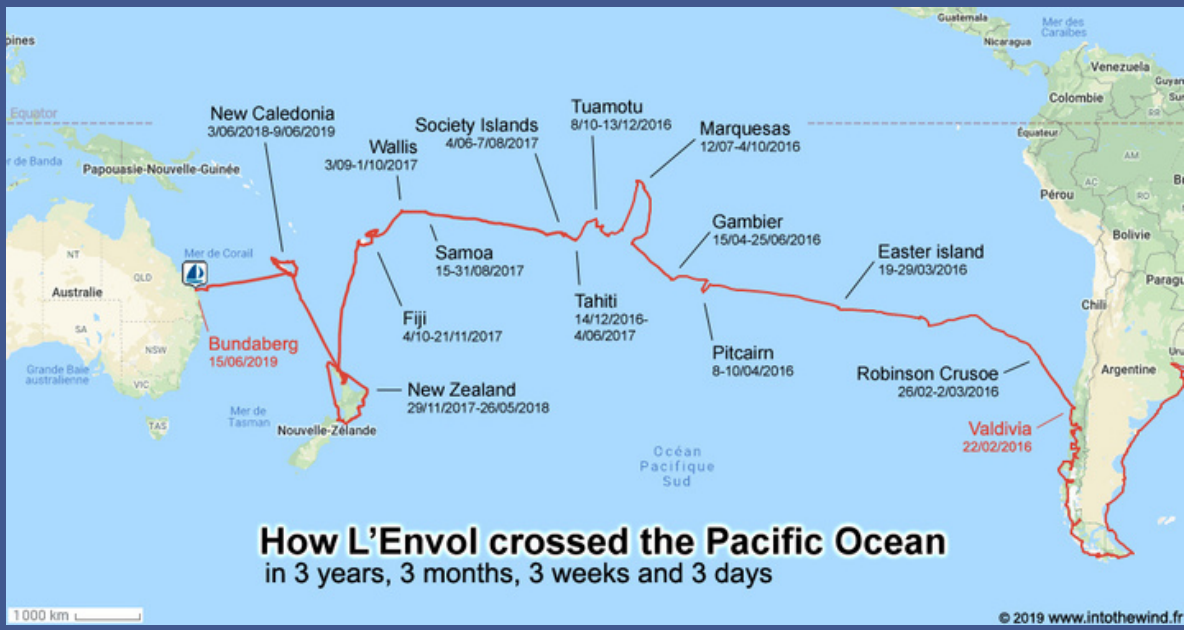 Guatemala
Mer des
Caraïbes
Nicaragua
Venezuela
Colombie
RR
Équateur
Equator
AM
AC
RO
Pérou
Bolivie
Chili
Argentine
Papouasie-Nouvelle-Guinée
Mer de Corail
NT
QLD
Australie
SA
NSW
VIC
TAS
Grande Baie
australienne
Mer de
Tasman
Nouvelle-Zélande
Océan
Pacifique
Sud
New Caledonia
3/06/2018-9/06/2019
Wallis
3/09-1/10/2017
Society Islands
4/06-7/08/2017
Tuamotu
8/10-13/12/2016
Marquesas
12/07-4/10/2016
Samoa
15-31/08/2017
Fiji
4/10-21/11/2017
Tahiti
14/12/2016-
4/06/2017
Gambier
15/04-25/06/2016
Pitcairn
8-10/04/2016
Easter island
19-29/03/2016
Robinson Crusoe
26/02-2/03/2016
Valdivia
22/02/2016
Bundaberg
15/06/2019
New Zealand
29/11/2017-26/05/2018
How L'Envol crossed the Pacific Ocean
in 3 years, 3 months, 3 weeks and 3 days
1 000 km
© 2019 www.intothewind.fr